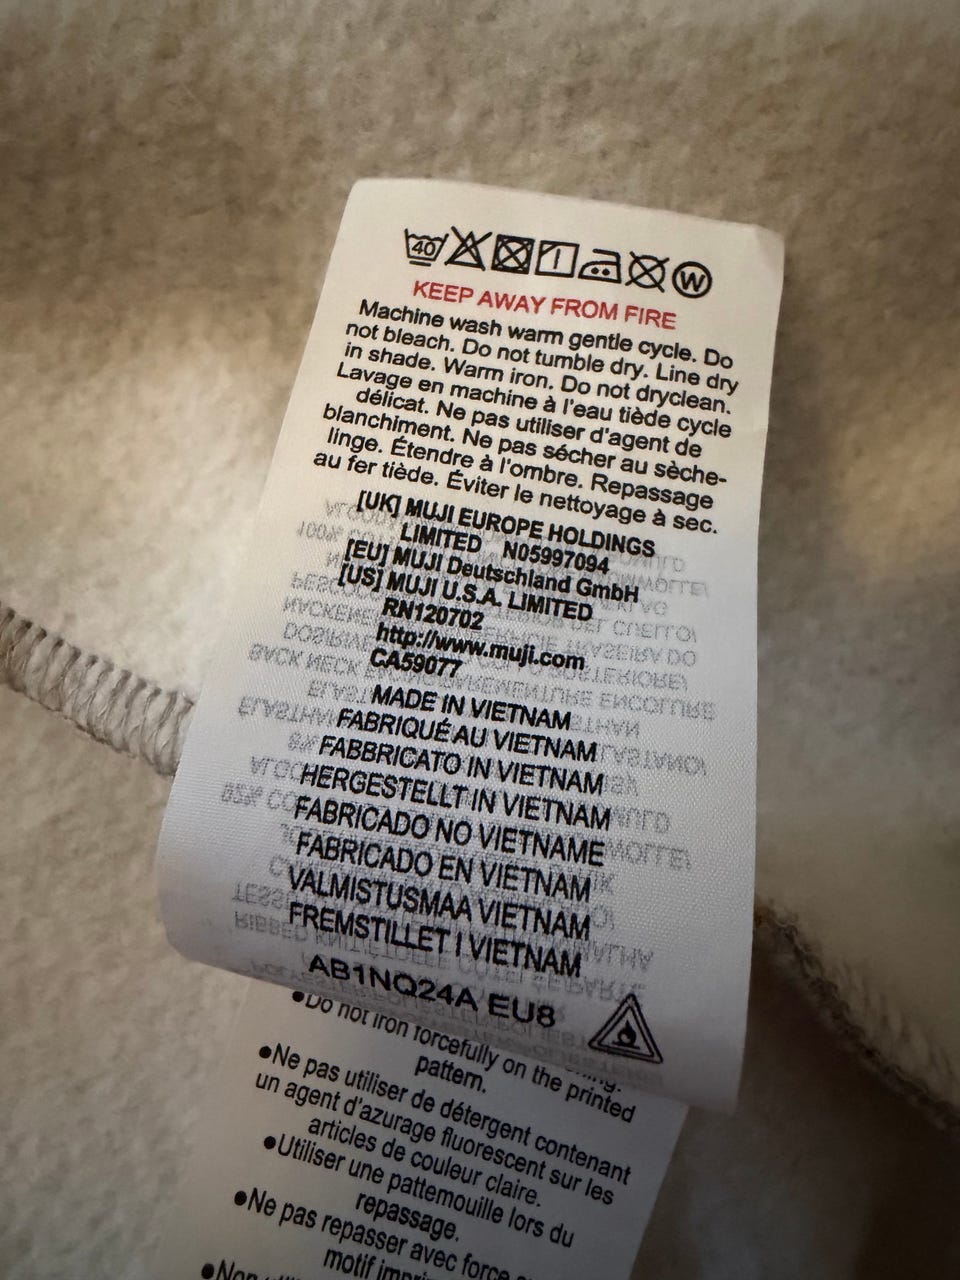 40
W
KEEP AWAY FROM FIRE
Machine wash warm gentle cycle. Do
not bleach. Do not tumble dry. Line dry
in shade. Warm iron. Do not dryclean.
Lavage en machine à l'eau tiède cycle
délicat. Ne pas utiliser d'agent de
blanchiment. Ne pas sécher au sèche-
linge. Étendre à l'ombre. Repassage
au fer tiède. Éviter le nettoyage à sec.
[UK] MUJI EUROPE HOLDINGS
LIMITED N05997094
[EU] MUJI Deutschland GmbH
[US] MUJI U.S.A. LIMITED
RN120702
http://www.muji.com
CA59077
MADE IN VIETNAM
FABRIQUÉ AU VIETNAM
FABBRICATO IN VIETNAM
HERGESTELLT IN VIETNAM
FABRICADO NO VIETNAME
FABRICADO EN VIETNAM
VALMISTUSMAA VIETNAM
FREMSTILLET I VIETNAM
AB1NQ24A EU8
●Do not iron forcefully on the printed
pattern.
●Ne pas utiliser de détergent contenant
un agent d'azurage fluorescent sur les
articles de couleur claire.
●Utiliser une pattemouille lors du
repassage.
●Ne pas repasser avec force
motif